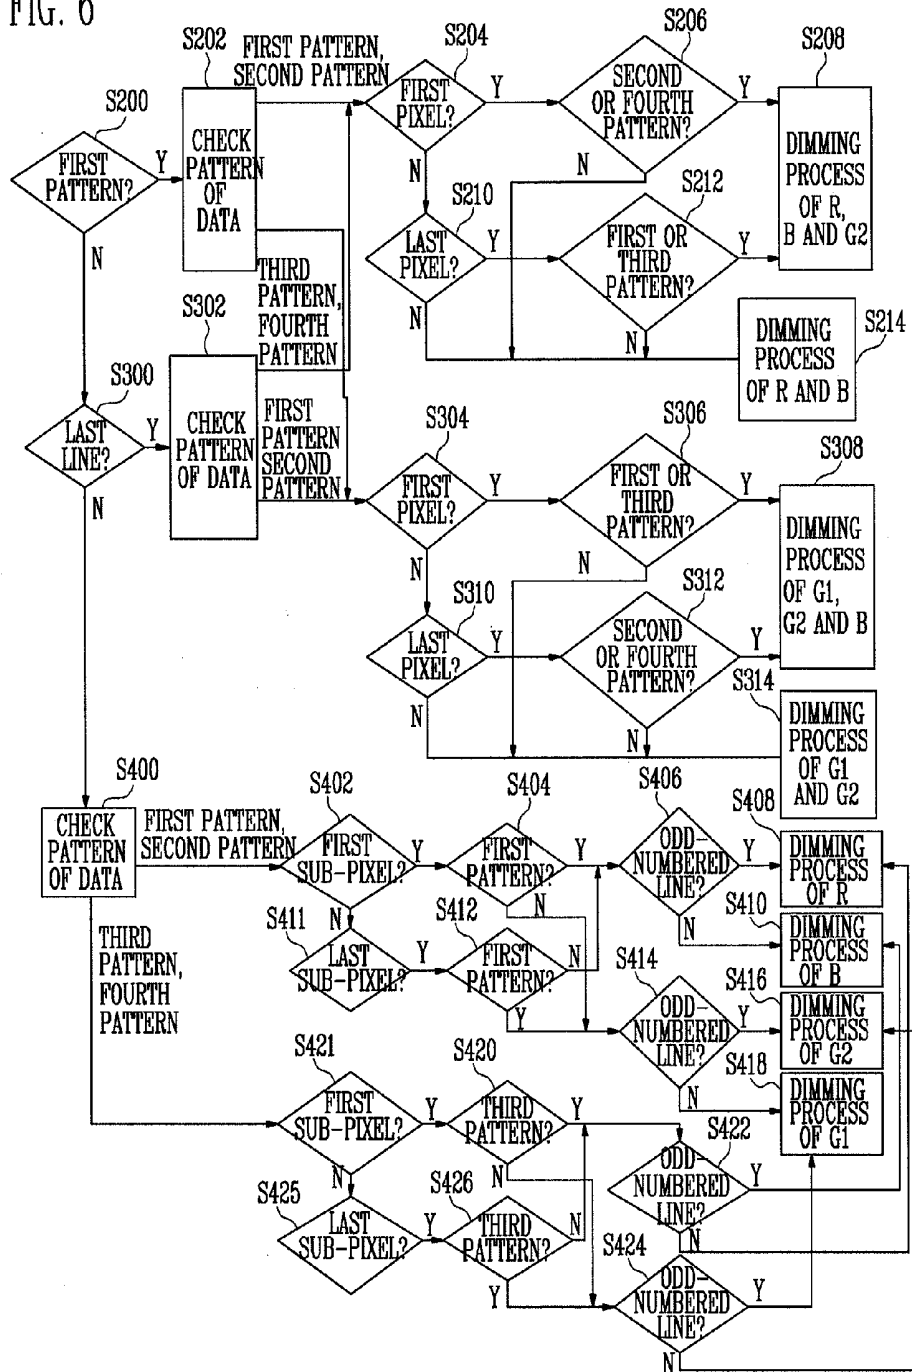 FIG. 6
S200
FIRST
PATTERN?
Y
N
S202
CHECK
PATTERN
OF
DATA
FIRST PATTERN,
SECOND PATTERN
THIRD
PATTERN,
FOURTH
PATTERN
S204
FIRST
PIXEL?
Y
N
S206
SECOND
OR FOURTH
PATTERN?
Y
N
S208
DIMMING
PROCESS
OF R,
B AND G2
S210
LAST
PIXEL?
Y
N
S212
FIRST OR
THIRD
PATTERN?
Y
N
S214
DIMMING
PROCESS
OF R AND B
S300
LAST
LINE?
Y
N
S302
CHECK
PATTERN
OF DATA
FIRST
PATTERN
SECOND
PATTERN
S304
FIRST
PIXEL?
Y
N
S306
FIRST OR
THIRD
PATTERN?
Y
N
S308
DIMMING
PROCESS
OF G1,
G2 AND B
S310
LAST
PIXEL?
Y
N
S312
SECOND
OR FOURTH
PATTERN?
Y
N
S314
DIMMING
PROCESS
OF G1
AND G2
S400
CHECK
PATTERN
OF DATA
FIRST PATTERN,
SECOND PATTERN
THIRD
PATTERN,
FOURTH
PATTERN
S402
FIRST
SUB-PIXEL?
Y
N
S404
FIRST
PATTERN?
Y
N
S406
ODD-
NUMBERED
LINE?
Y
N
S408
DIMMING
PROCESS
OF R
S410
DIMMING
PROCESS
OF B
S411
LAST
SUB-PIXEL?
Y
S412
FIRST
PATTERN?
N
Y
S414
ODD-
NUMBERED
LINE?
Y
N
S416
DIMMING
PROCESS
OF G2
S418
DIMMING
PROCESS
OF G1
S421
FIRST
SUB-PIXEL?
Y
N
S420
THIRD
PATTERN?
Y
N
S422
ODD-
NUMBERED
LINE?
Y
N
S425
LAST
SUB-PIXEL?
Y
S426
THIRD
PATTERN?
N
Y
S424
ODD-
NUMBERED
LINE?
Y
N